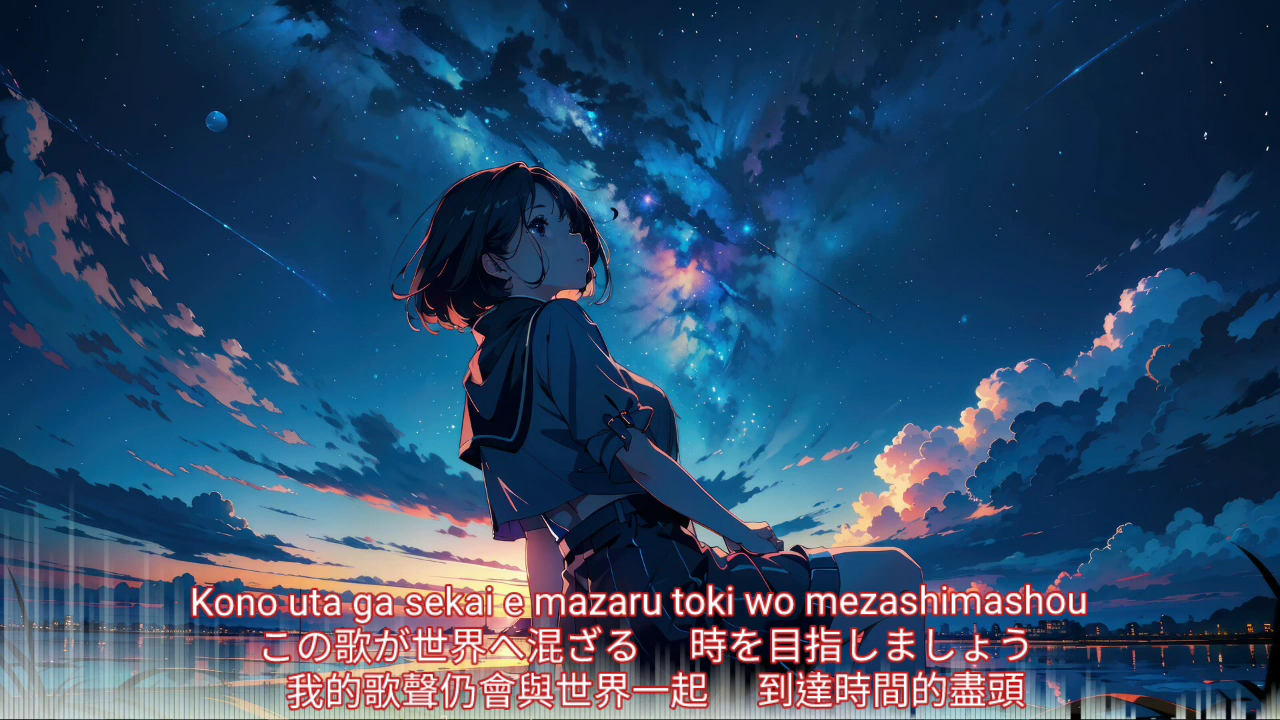 Kono uta ga sekai e mazaru toki wo mezashimashou
この歌が世界へ混ざる　時を目指しましょう
我的歌聲仍會與世界一起　到達時間的盡頭